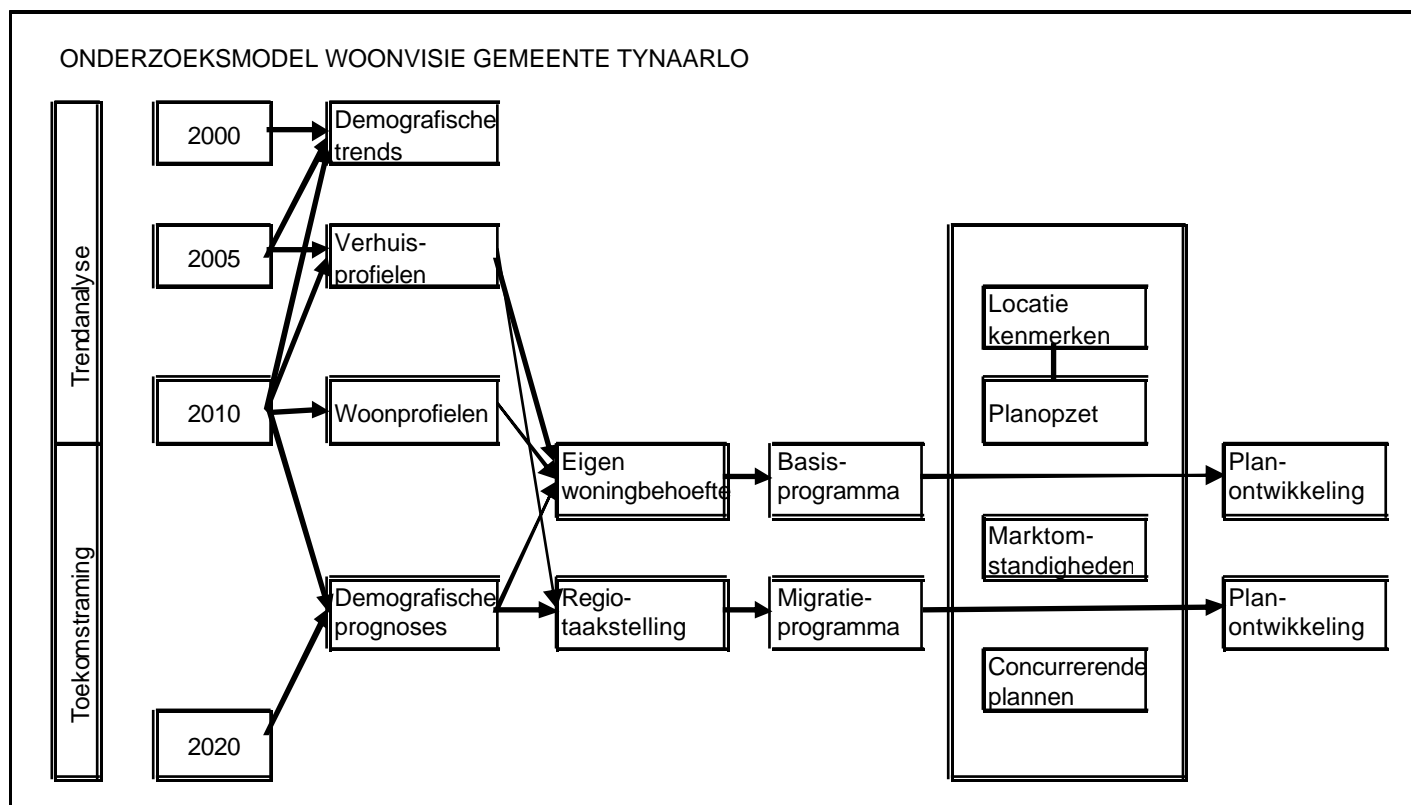 ONDERZOEKSMODEL WOONVISIE GEMEENTE TYNAARLO
Trendanalyse
Toekomstraming
2000
2005
2010
2020
Demografische
trends
Verhuis-
profielen
Woonprofielen
Demografische
prognoses
Eigen
woningbehoefte
Regio-
taakstelling
Basis-
programma
Migratie-
programma
Locatie
kenmerken
Planopzet
Marktom-
standigheden
Concurrerende
plannen
Plan-
ontwikkeling
Plan-
ontwikkeling